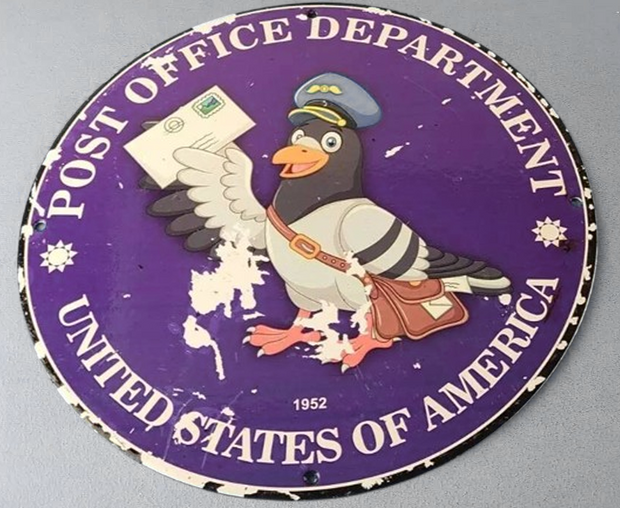 POST OFFICE DEPARTMENT
1952
UNITED STATES OF AMERICA